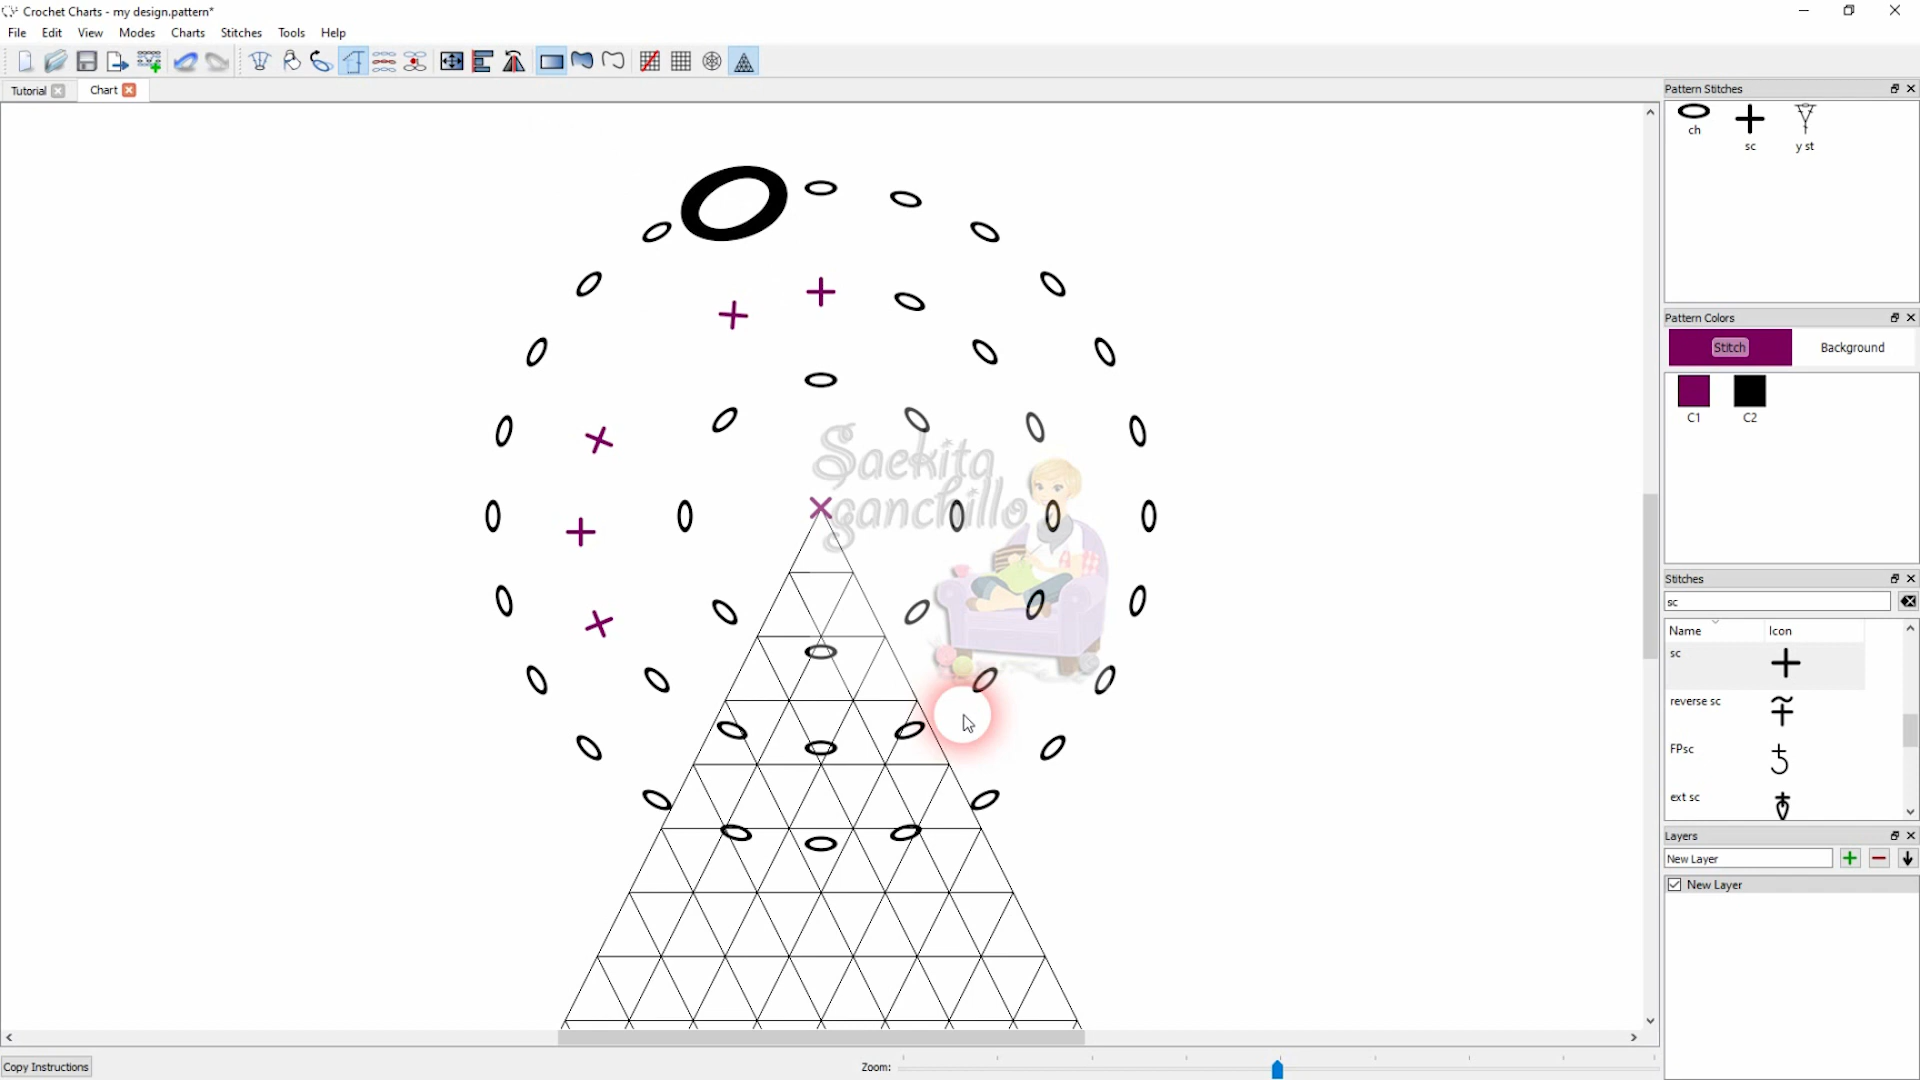 Crochet Charts - my design.pattern*
File Edit View Modes Charts Stitches Tools Help
Tutorial Chart
Pattern Stitches
ch sc y st
Pattern Colors
Stitch Background
C1 C2
Saekita
ganchillo
Stitches
sc
Name Icon
sc
reverse sc
FPsc
ext sc
Layers
New Layer
New Layer
Copy Instructions
Zoom: